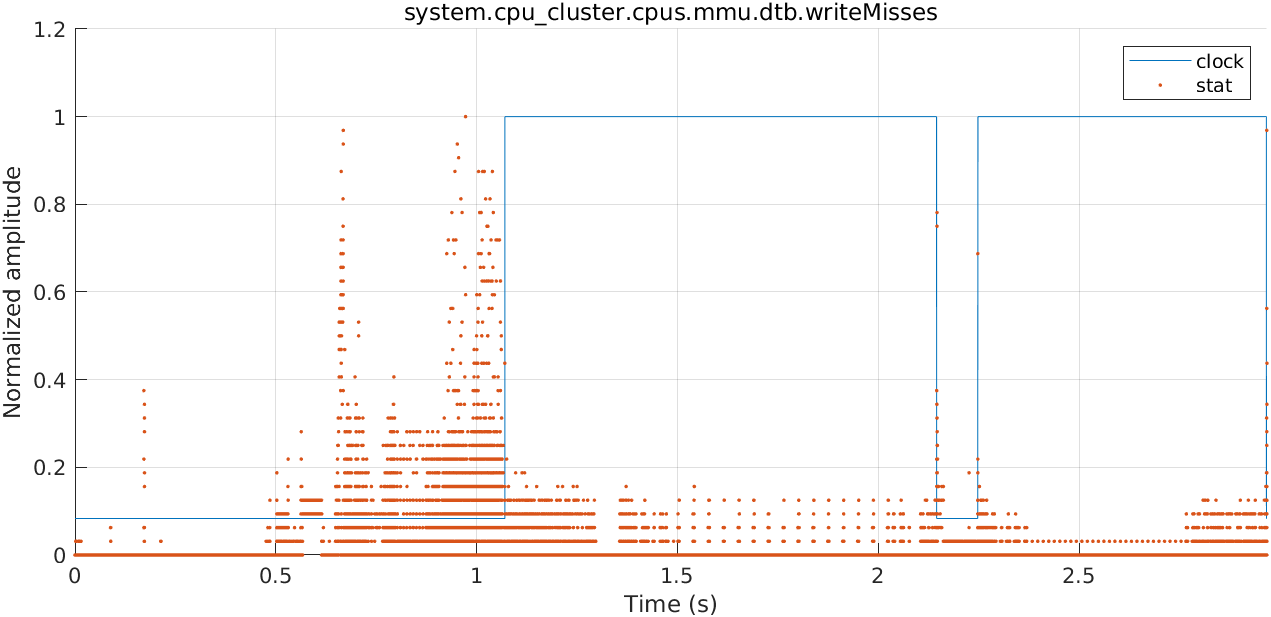 system.cpu_cluster.cpus.mmu.dtb.writeMisses
1.2
1
0.8
0.6
0.4
0.2
0
Normalized amplitude
clock
stat
0 0.5 1 1.5 2 2.5
Time (s)